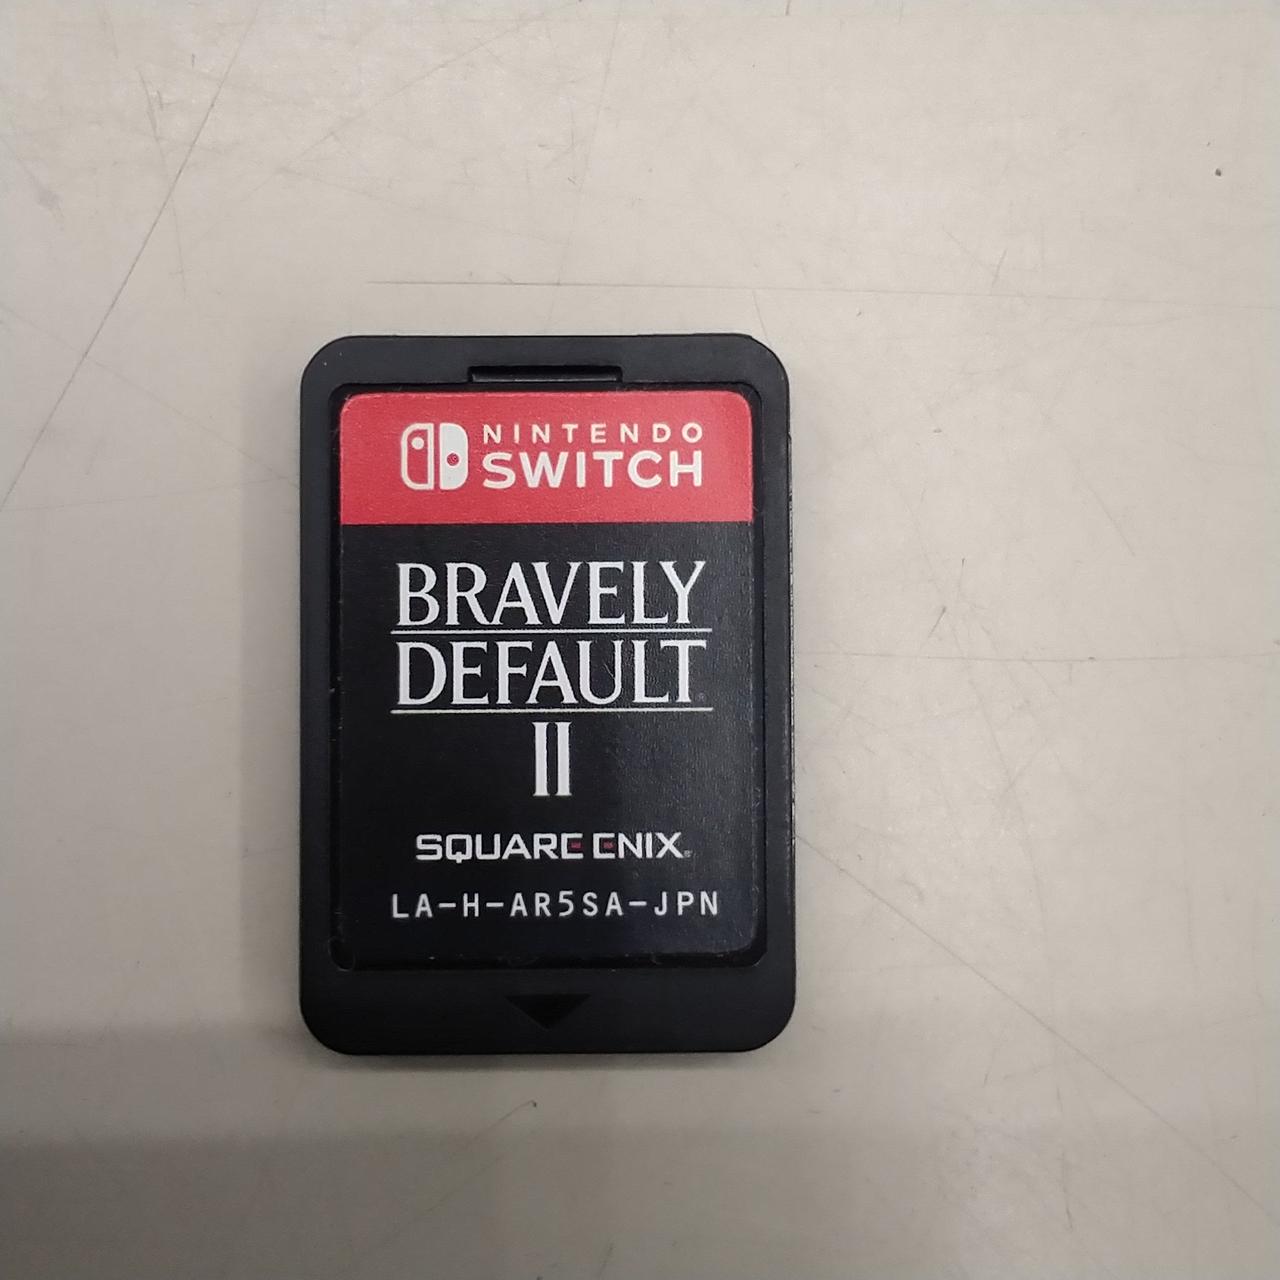 NINTENDO
SWITCH
BRAVELY
DEFAULT
II
SQUARE ENIX
LA-H-AR5SA-JPN